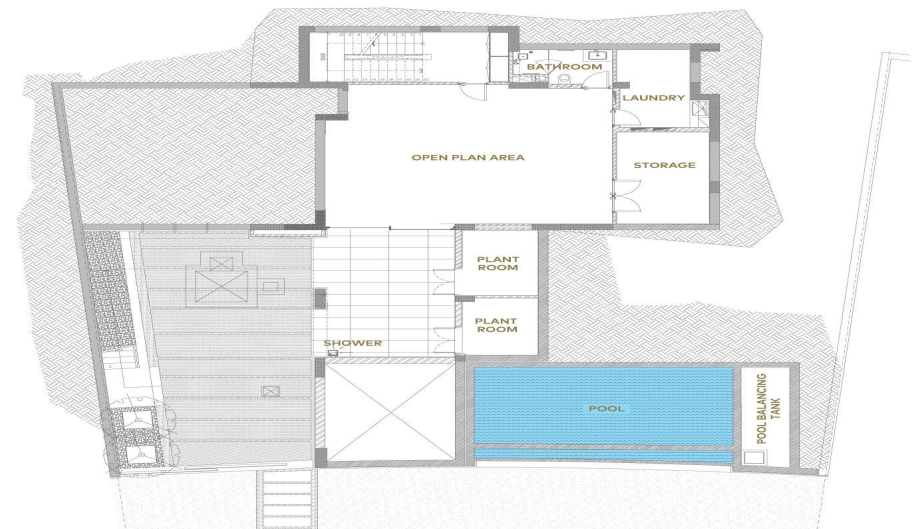 BATHROOM
LAUNDRY
OPEN PLAN AREA
STORAGE
PLANT
ROOM
PLANT
ROOM
SHOWER
POOL
POOL BALANCING
TANK